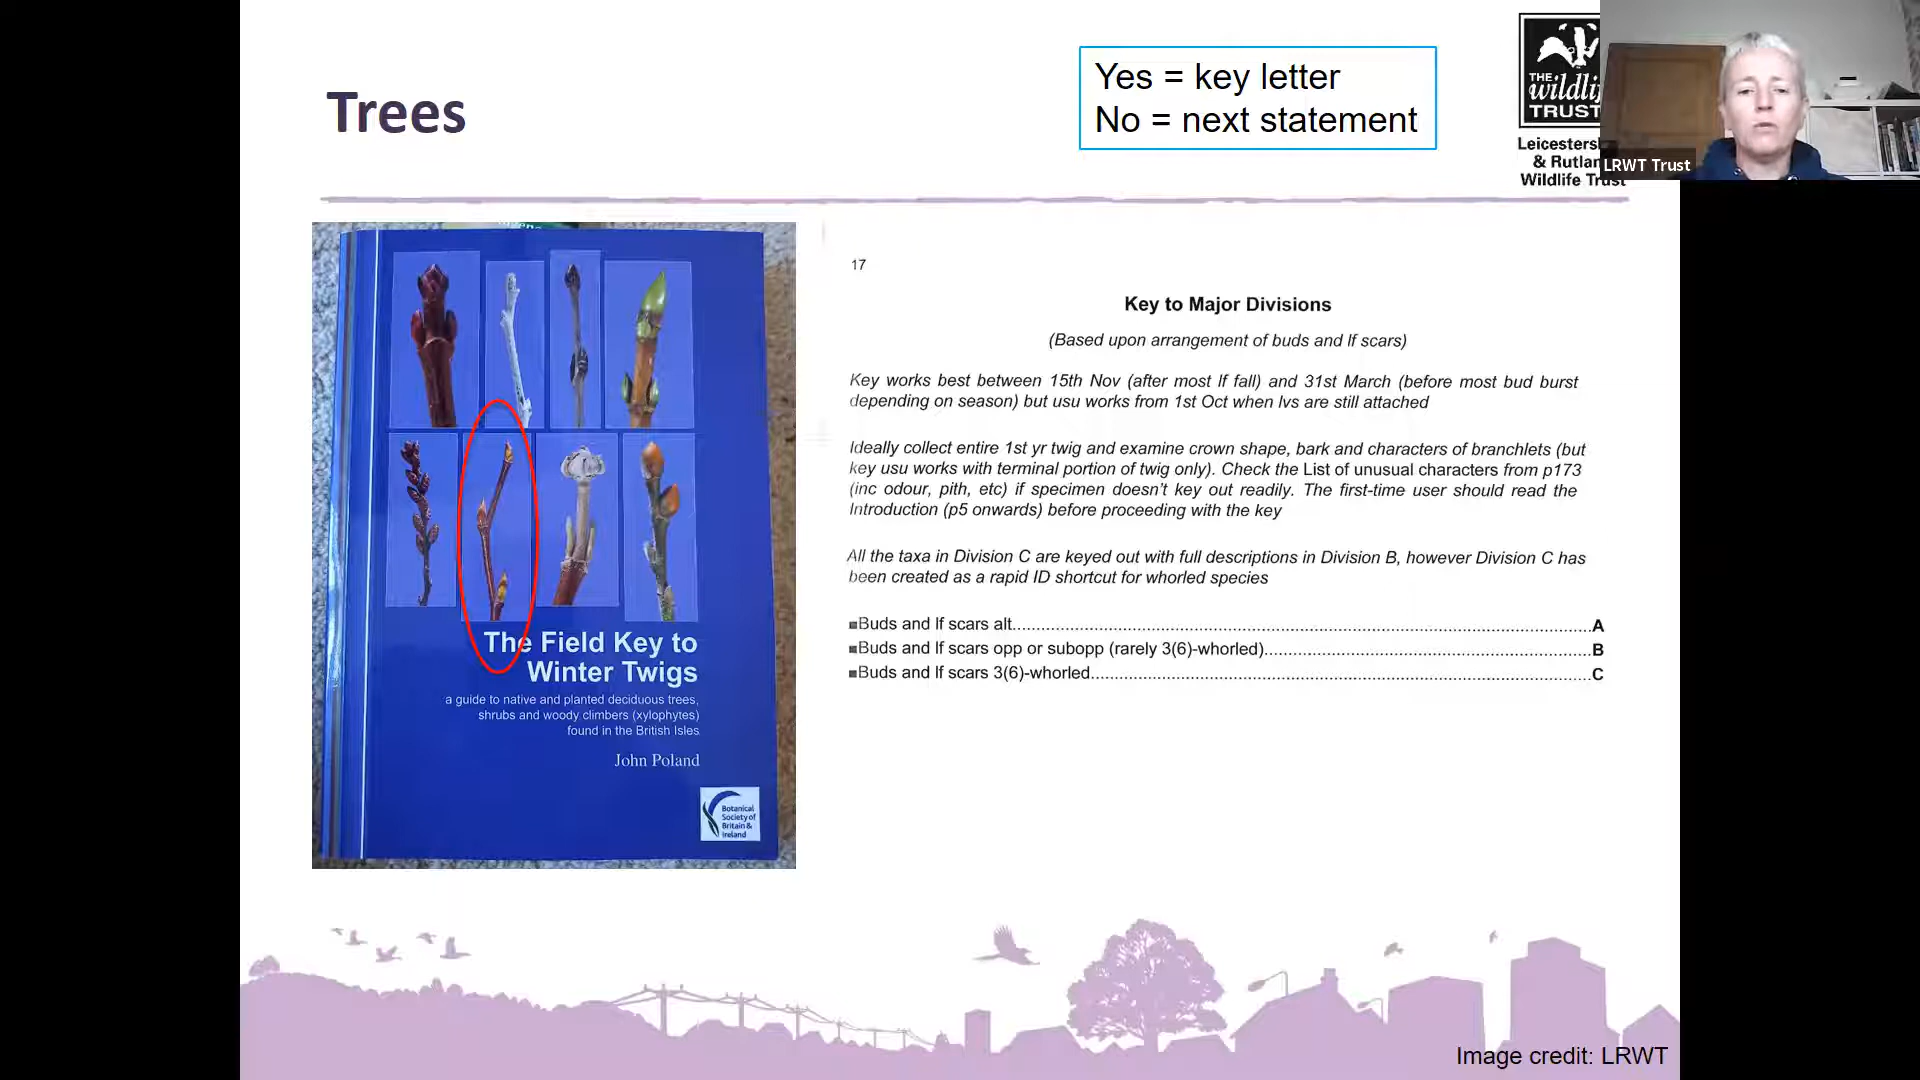 Trees
Yes = key letter
No = next statement
THE
wildli
TRUST
Leicesters
& Rutlan
Wildlife Trust
LRWT Trust
The Field Key to
Winter Twigs
a guide to native and planted deciduous trees,
shrubs and woody climbers (xylophytes)
found in the British Isles
John Poland
Botanical
Society of
Britain &
Ireland
17
Key to Major Divisions
(Based upon arrangement of buds and lf scars)
Key works best between 15th Nov (after most lf fall) and 31st March (before most bud burst
depending on season) but usu works from 1st Oct when lvs are still attached
Ideally collect entire 1st yr twig and examine crown shape, bark and characters of branchlets (but
key usu works with terminal portion of twig only). Check the List of unusual characters from p173
(inc odour, pith, etc) if specimen doesn't key out readily. The first-time user should read the
Introduction (p5 onwards) before proceeding with the key
All the taxa in Division C are keyed out with full descriptions in Division B, however Division C has
been created as a rapid ID shortcut for whorled species
Buds and lf scars alt. A
Buds and lf scars opp or subopp (rarely 3(6)-whorled) B
Buds and lf scars 3(6)-whorled C
Image credit: LRWT